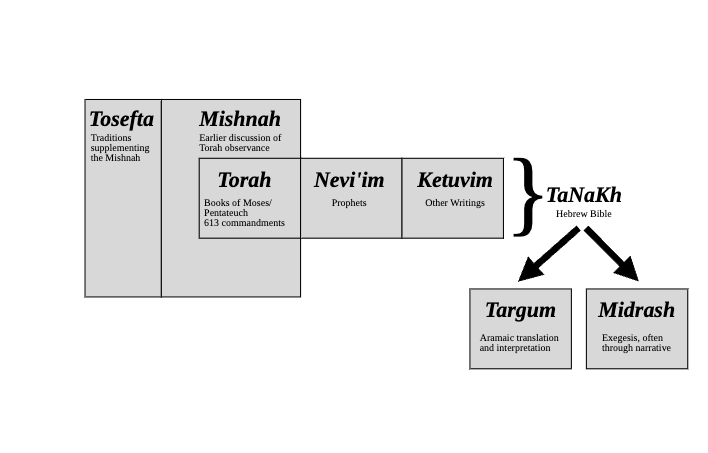 Tosefta
Traditions
supplementing
the Mishnah
Mishnah
Earlier discussion of
Torah observance
Torah
Books of Moses/
Pentateuch
613 commandments
Nevi'im
Prophets
Ketuvim
Other Writings
}
TaNaKh
Hebrew Bible
Targum
Aramaic translation
and interpretation
Midrash
Exegesis, often
through narrative